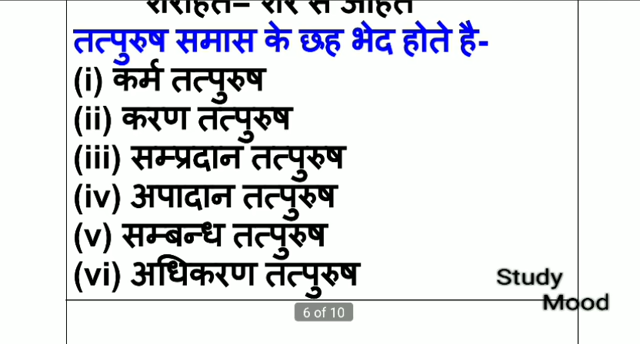 तत्पुरुष समास के छह भेद होते है-
(i) कर्म तत्पुरुष
(ii) करण तत्पुरुष
(iii) सम्प्रदान तत्पुरुष
(iv) अपादान तत्पुरुष
(v) सम्बन्ध तत्पुरुष
(vi) अधिकरण तत्पुरुष
Study
Mood
6 of 10